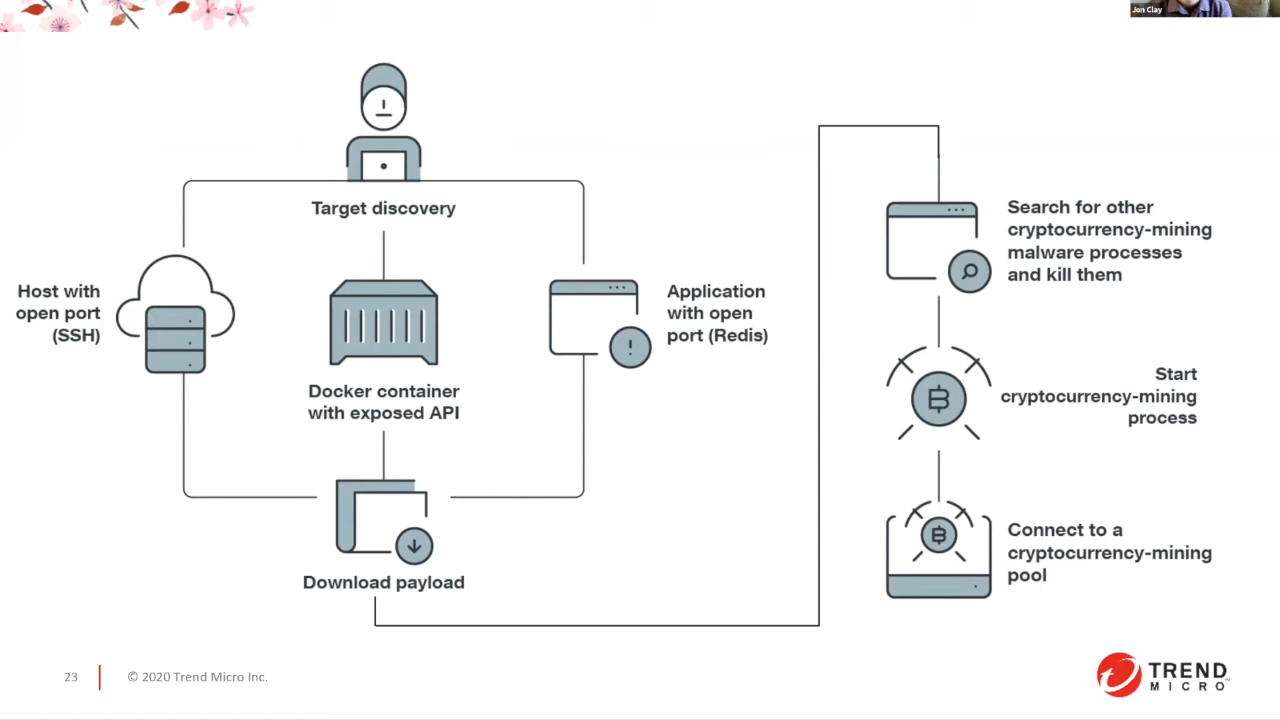 Jon Clay
Target discovery
Host with
open port
(SSH)
Docker container
with exposed API
Application
with open
port (Redis)
Download payload
Search for other
cryptocurrency-mining
malware processes
and kill them
Start
cryptocurrency-mining
process
Connect to a
cryptocurrency-mining
pool
23
© 2020 Trend Micro Inc.
TREND
MICRO™